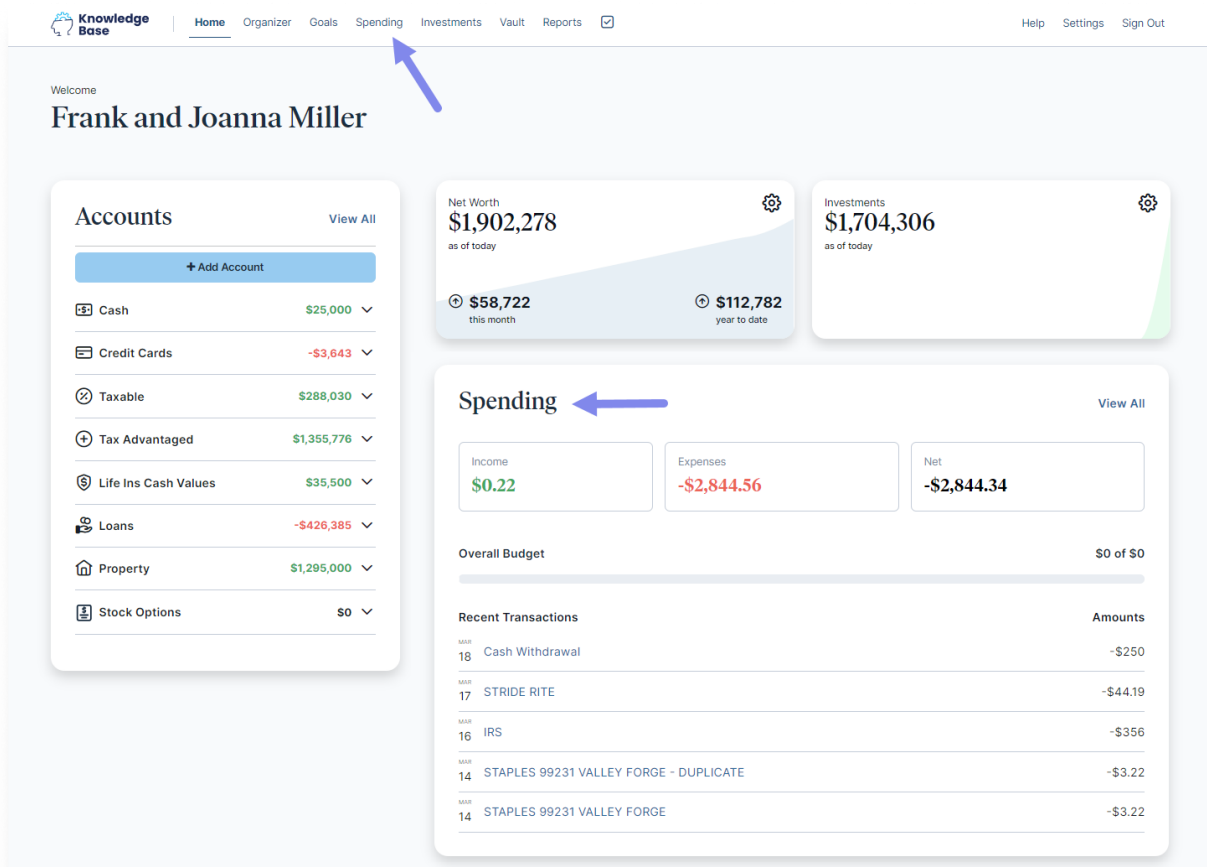 Knowledge
Base
Home Organizer Goals Spending Investments Vault Reports Help Settings Sign Out
Welcome
Frank and Joanna Miller
Accounts View All
+ Add Account
Cash $25,000
Credit Cards -$3,643
Taxable $288,030
Tax Advantaged $1,355,776
Life Ins Cash Values $35,500
Loans -$426,385
Property $1,295,000
Stock Options $0
Net Worth
$1,902,278
as of today
$58,722 $112,782
this month year to date
Investments
$1,704,306
as of today
Spending View All
Income Expenses Net
$0.22 -$2,844.56 -$2,844.34
Overall Budget $0 of $0
Recent Transactions Amounts
MAR
18 Cash Withdrawal -$250
MAR
17 STRIDE RITE -$44.19
MAR
16 IRS -$356
MAR
14 STAPLES 99231 VALLEY FORGE - DUPLICATE -$3.22
MAR
14 STAPLES 99231 VALLEY FORGE -$3.22